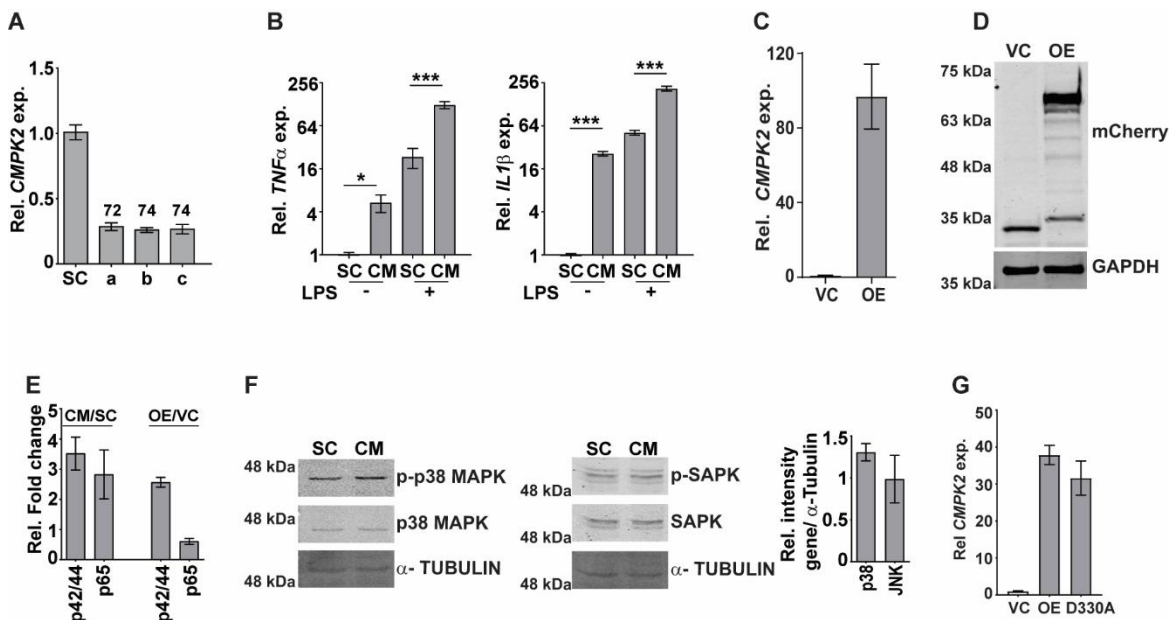 A
Rel. CMPK2 exp.
1.5
1.0
0.5
0
72 74 74
SC a b c
B
Rel. TNFα exp.
256
64
16
4
1
*
***
SC CM SC CM
LPS - +
Rel. IL1β exp.
256
64
16
4
1
***
***
SC CM SC CM
LPS - +
C
Rel. CMPK2 exp.
120
80
40
0
VC OE
D
VC OE
75 kDa
63 kDa
48 kDa
35 kDa
mCherry
35 kDa
GAPDH
E
Rel. Fold change
5
4
3
2
1
0
CM/SC OE/VC
p42/44 p65 p42/44 p65
F
SC CM
48 kDa
p-p38 MAPK
p38 MAPK
48 kDa
α- TUBULIN
SC CM
48 kDa
p-SAPK
48 kDa
SAPK
48 kDa
α- TUBULIN
Rel. intensity
gene/ α-Tubulin
1.5
1
0.5
0
p38 JNK
G
Rel CMPK2 exp.
50
40
30
20
10
0
VC OE D330A